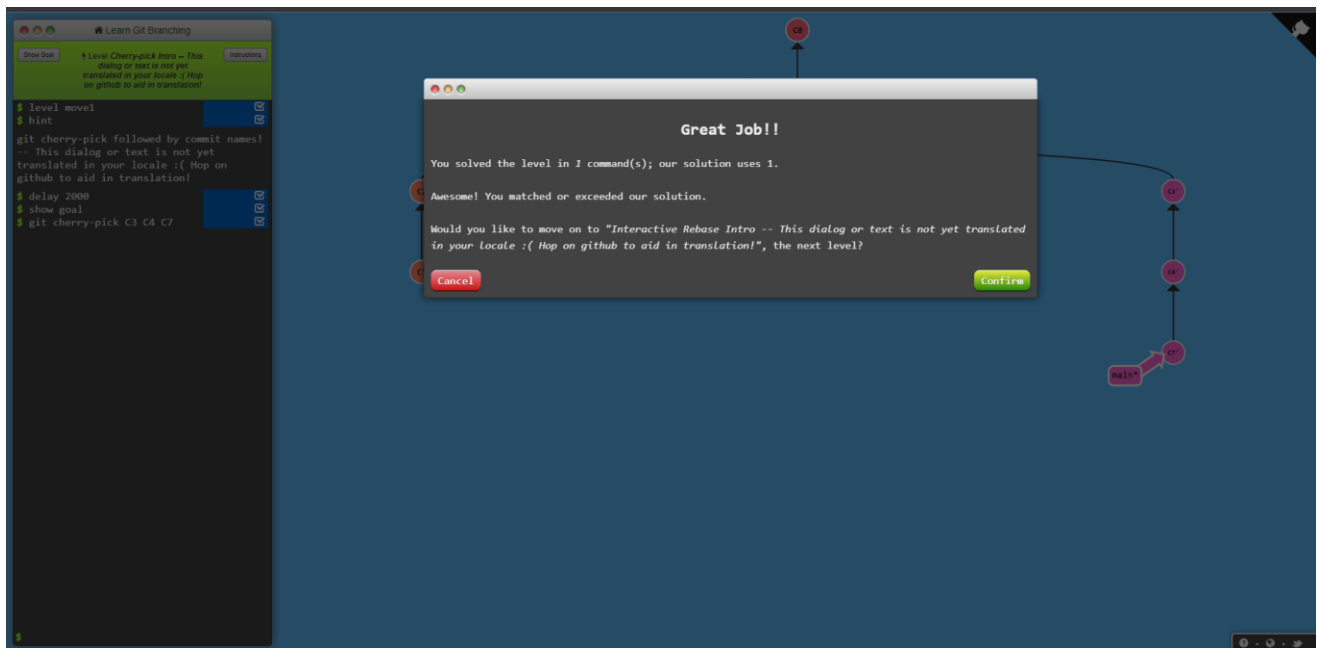 Learn Git Branching
Show Goal
Level Cherry-pick Intro -- This
dialog or text is not yet
translated in your locale :( Hop
on github to aid in translation!
Instructions
$ level move1
$ hint
git cherry-pick followed by commit names!
-- This dialog or text is not yet
translated in your locale :( Hop on
github to aid in translation!
$ delay 2000
$ show goal
$ git cherry-pick C3 C4 C7
$
C0
Great Job!!
You solved the level in 1 command(s); our solution uses 1.
Awesome! You matched or exceeded our solution.
Would you like to move on to "Interactive Rebase Intro -- This dialog or text is not yet translated
in your locale :( Hop on github to aid in translation!", the next level?
Cancel
Confirm
C3'
C4'
C7'
main*